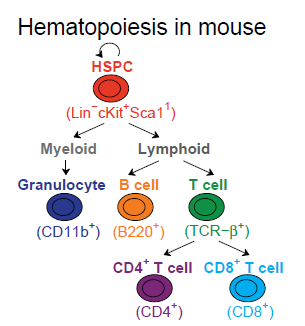 Hematopoiesis in mouse
HSPC
(Lin⁻cKit⁺Sca1¹)
Myeloid Lymphoid
Granulocyte B cell T cell
(CD11b⁺) (B220⁺) (TCR−β⁺)
CD4⁺ T cell CD8⁺ T cell
(CD4⁺) (CD8⁺)